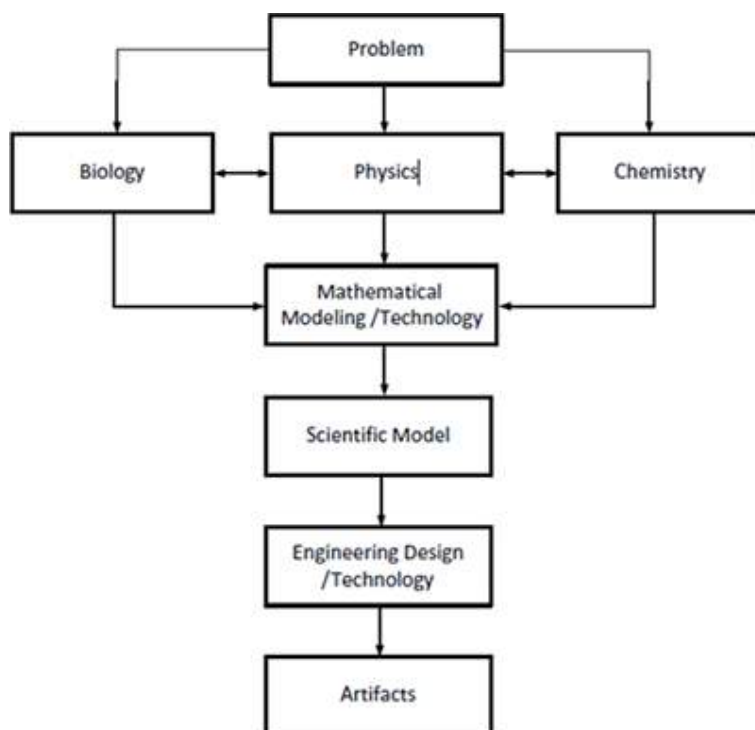 Problem
Biology
Physics
Chemistry
Mathematical
Modeling /Technology
Scientific Model
Engineering Design
/Technology
Artifacts